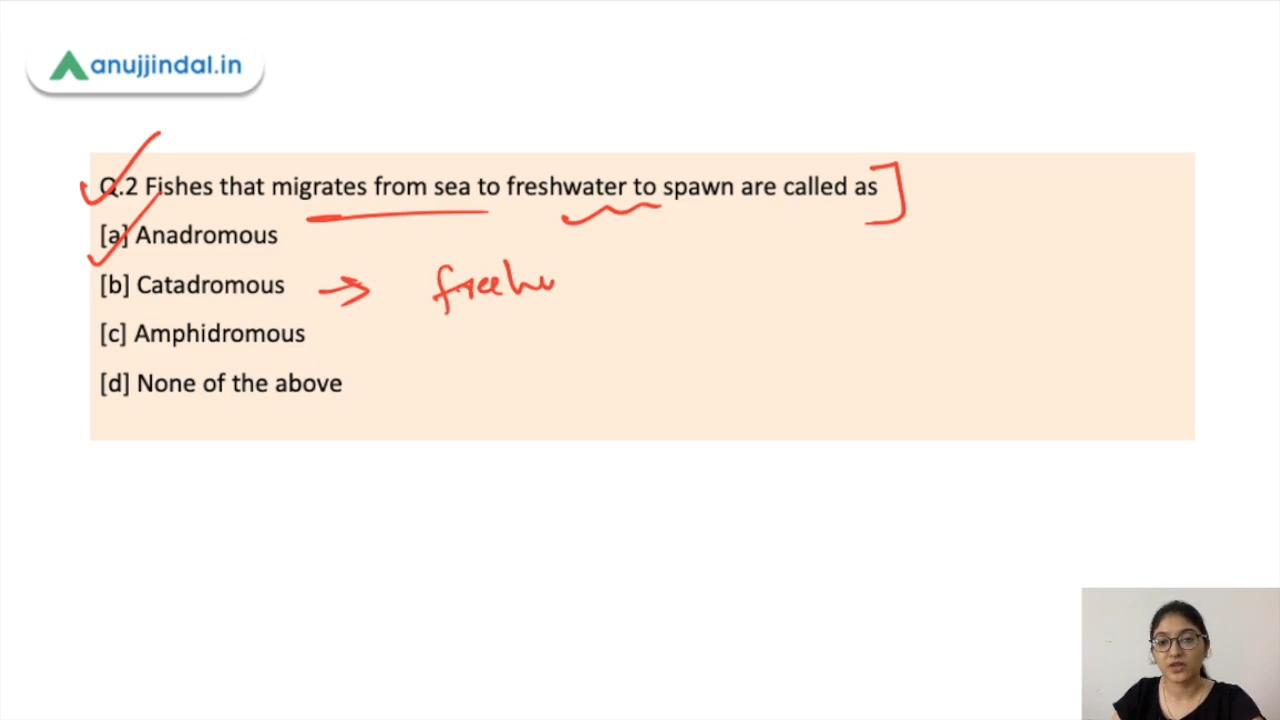 anujjindal.in
Q.2 Fishes that migrates from sea to freshwater to spawn are called as
[a] Anadromous
[b] Catadromous → freehw
[c] Amphidromous
[d] None of the above